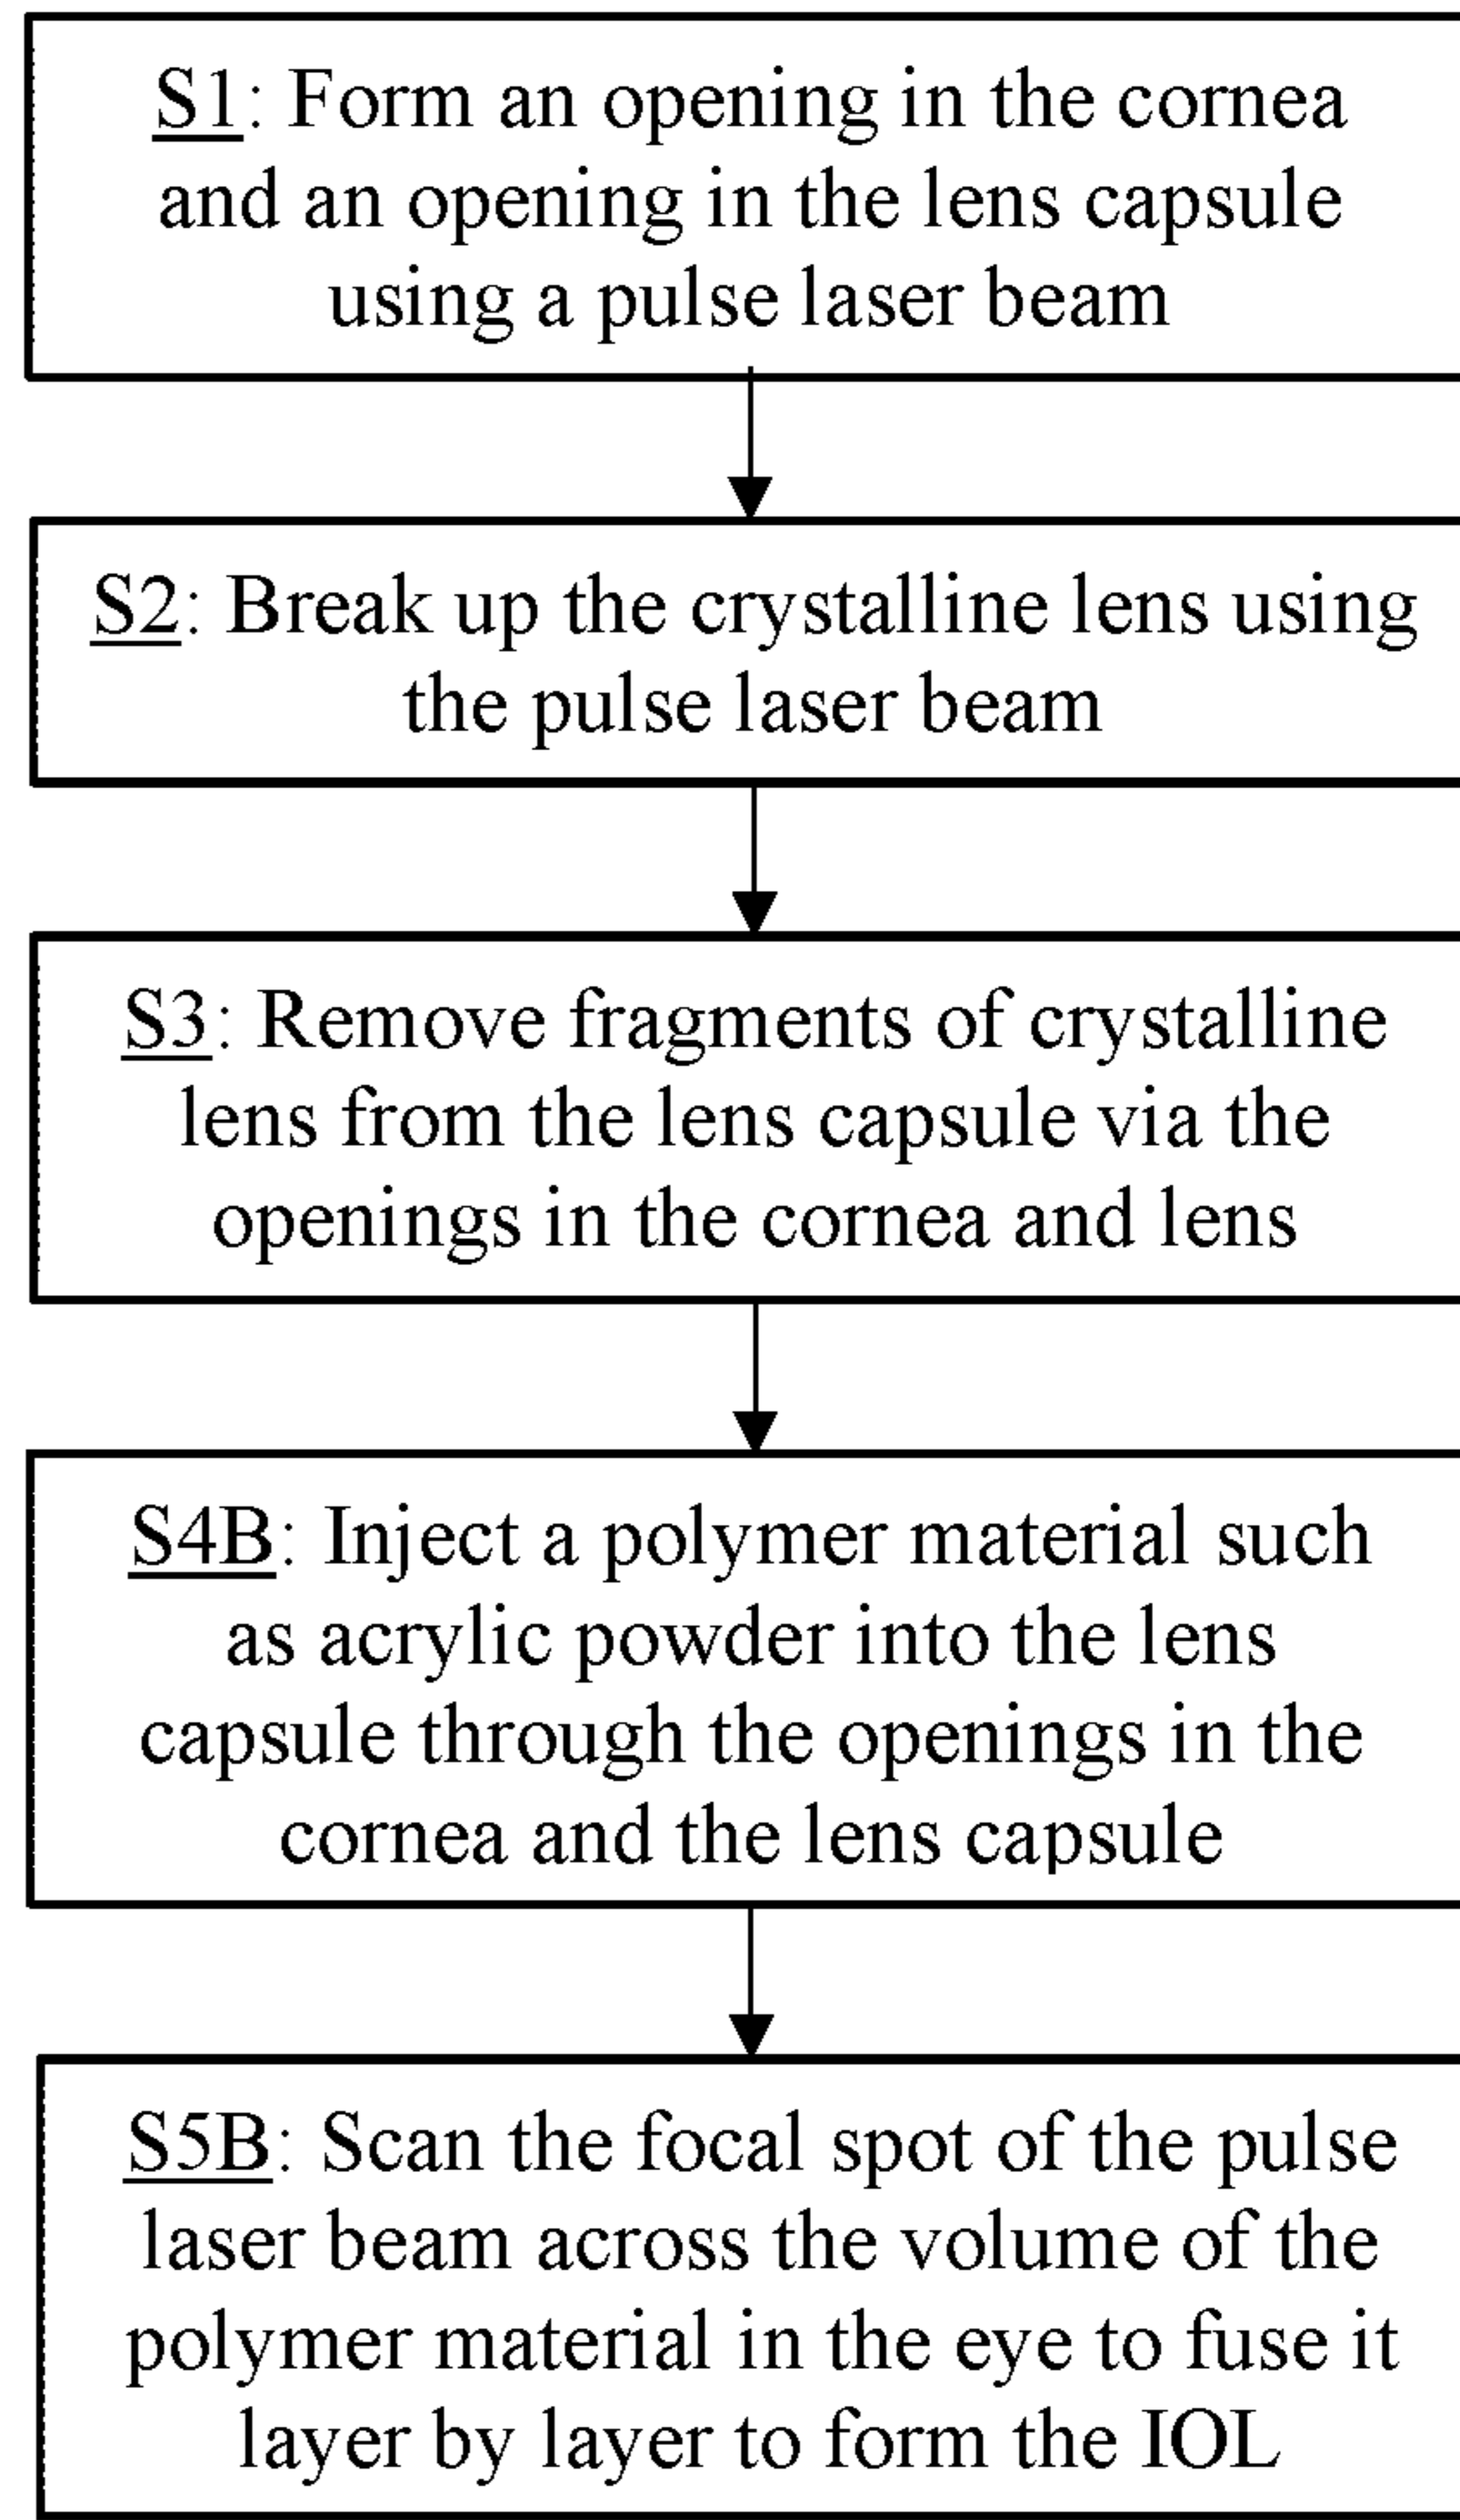 S1: Form an opening in the cornea
and an opening in the lens capsule
using a pulse laser beam
S2: Break up the crystalline lens using
the pulse laser beam
S3: Remove fragments of crystalline
lens from the lens capsule via the
openings in the cornea and lens
S4B: Inject a polymer material such
as acrylic powder into the lens
capsule through the openings in the
cornea and the lens capsule
S5B: Scan the focal spot of the pulse
laser beam across the volume of the
polymer material in the eye to fuse it
layer by layer to form the IOL